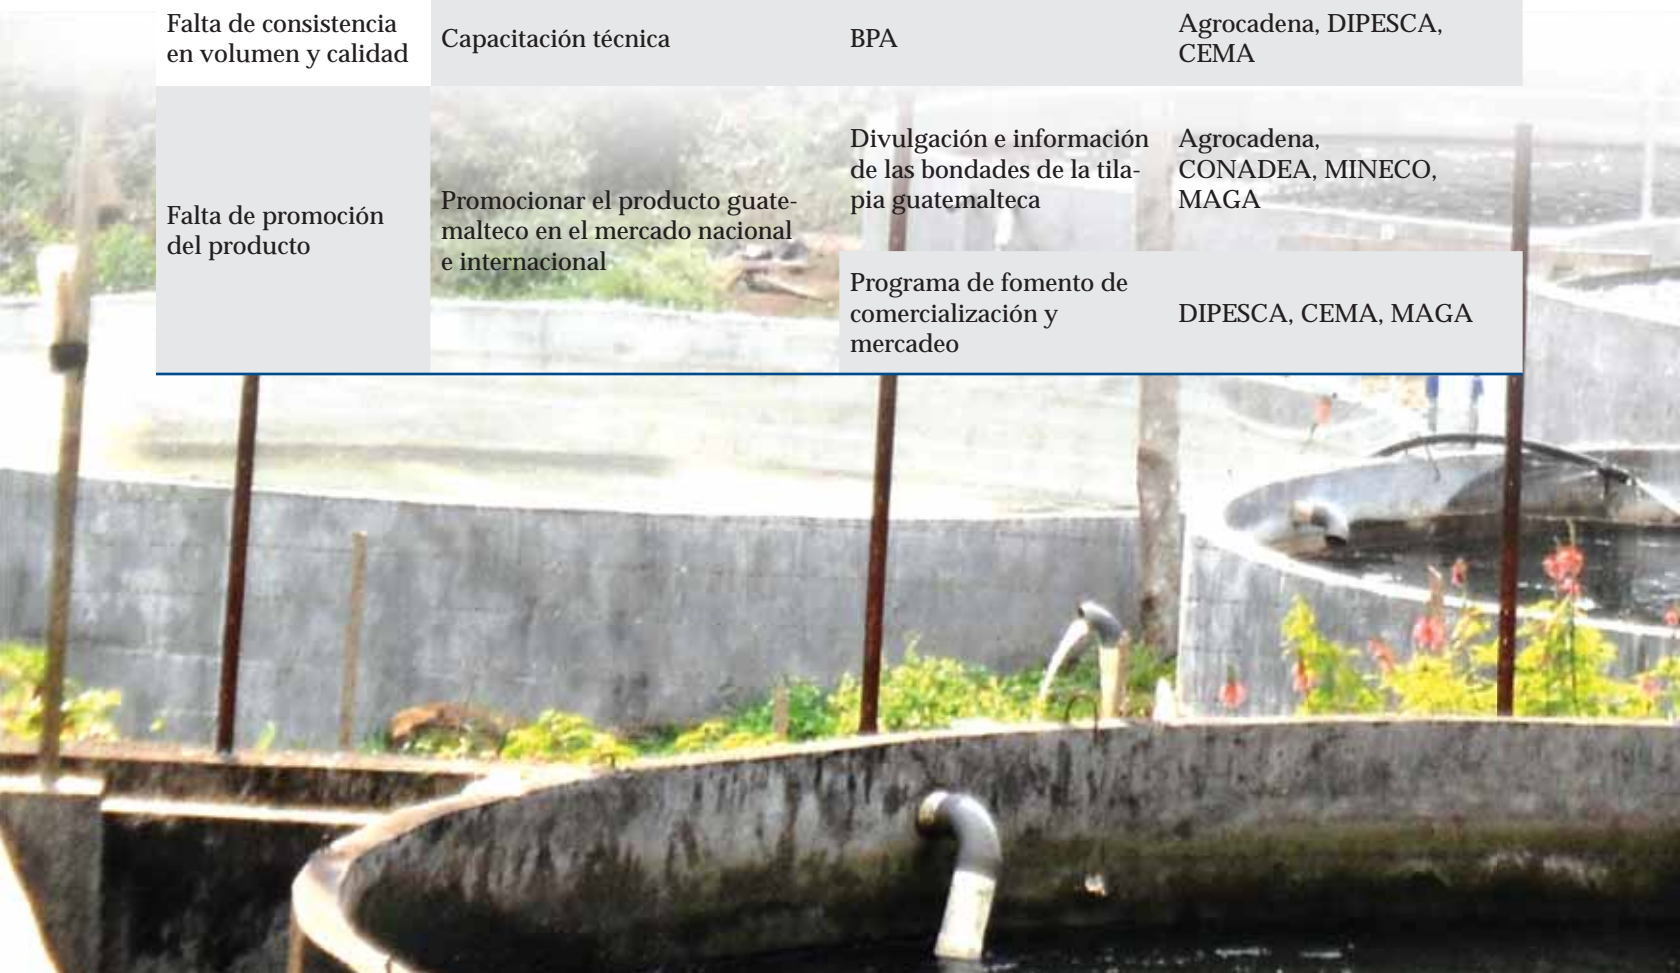 Falta de consistencia
en volumen y calidad
Capacitación técnica
BPA
Agrocadena, DIPESCA,
CEMA
Falta de promoción
del producto
Promocionar el producto guate-
malteco en el mercado nacional
e internacional
Divulgación e información
de las bondades de la tila-
pia guatemalteca
Agrocadena,
CONADEA, MINECO,
MAGA
Programa de fomento de
comercialización y
mercadeo
DIPESCA, CEMA, MAGA